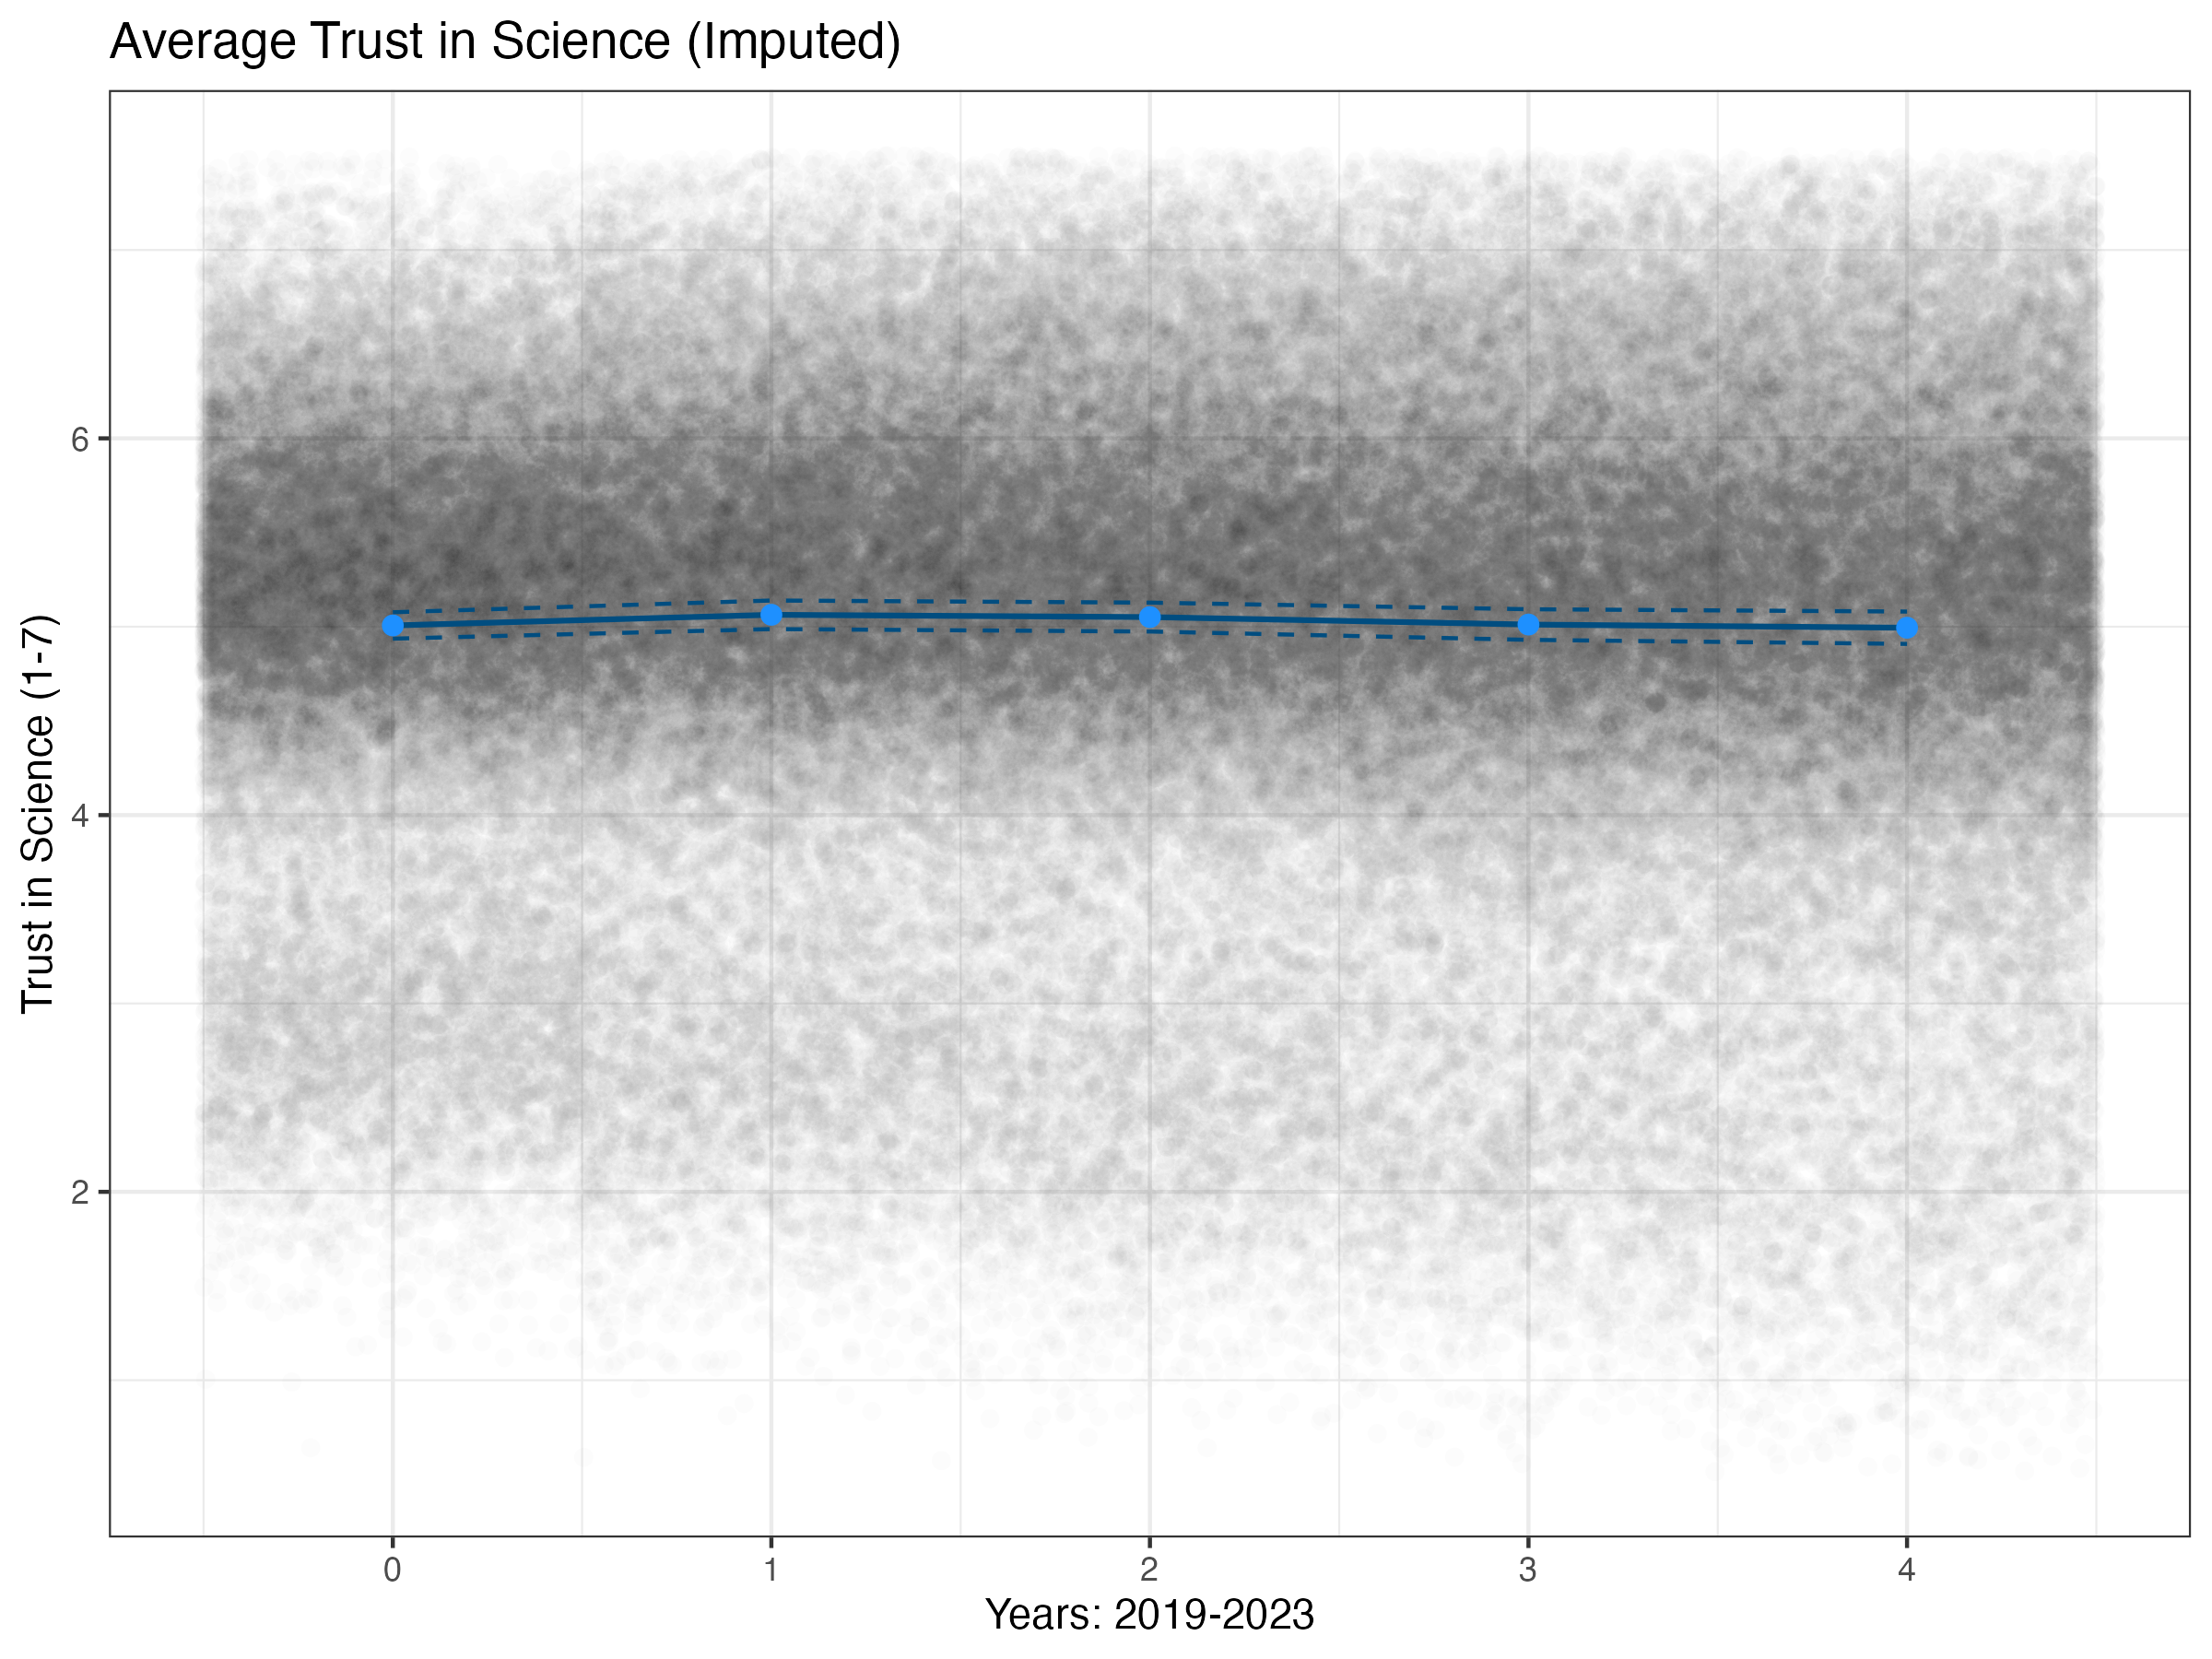 Average Trust in Science (Imputed)
Trust in Science (1-7)
6
4
2
0 1 2 3 4
Years: 2019-2023